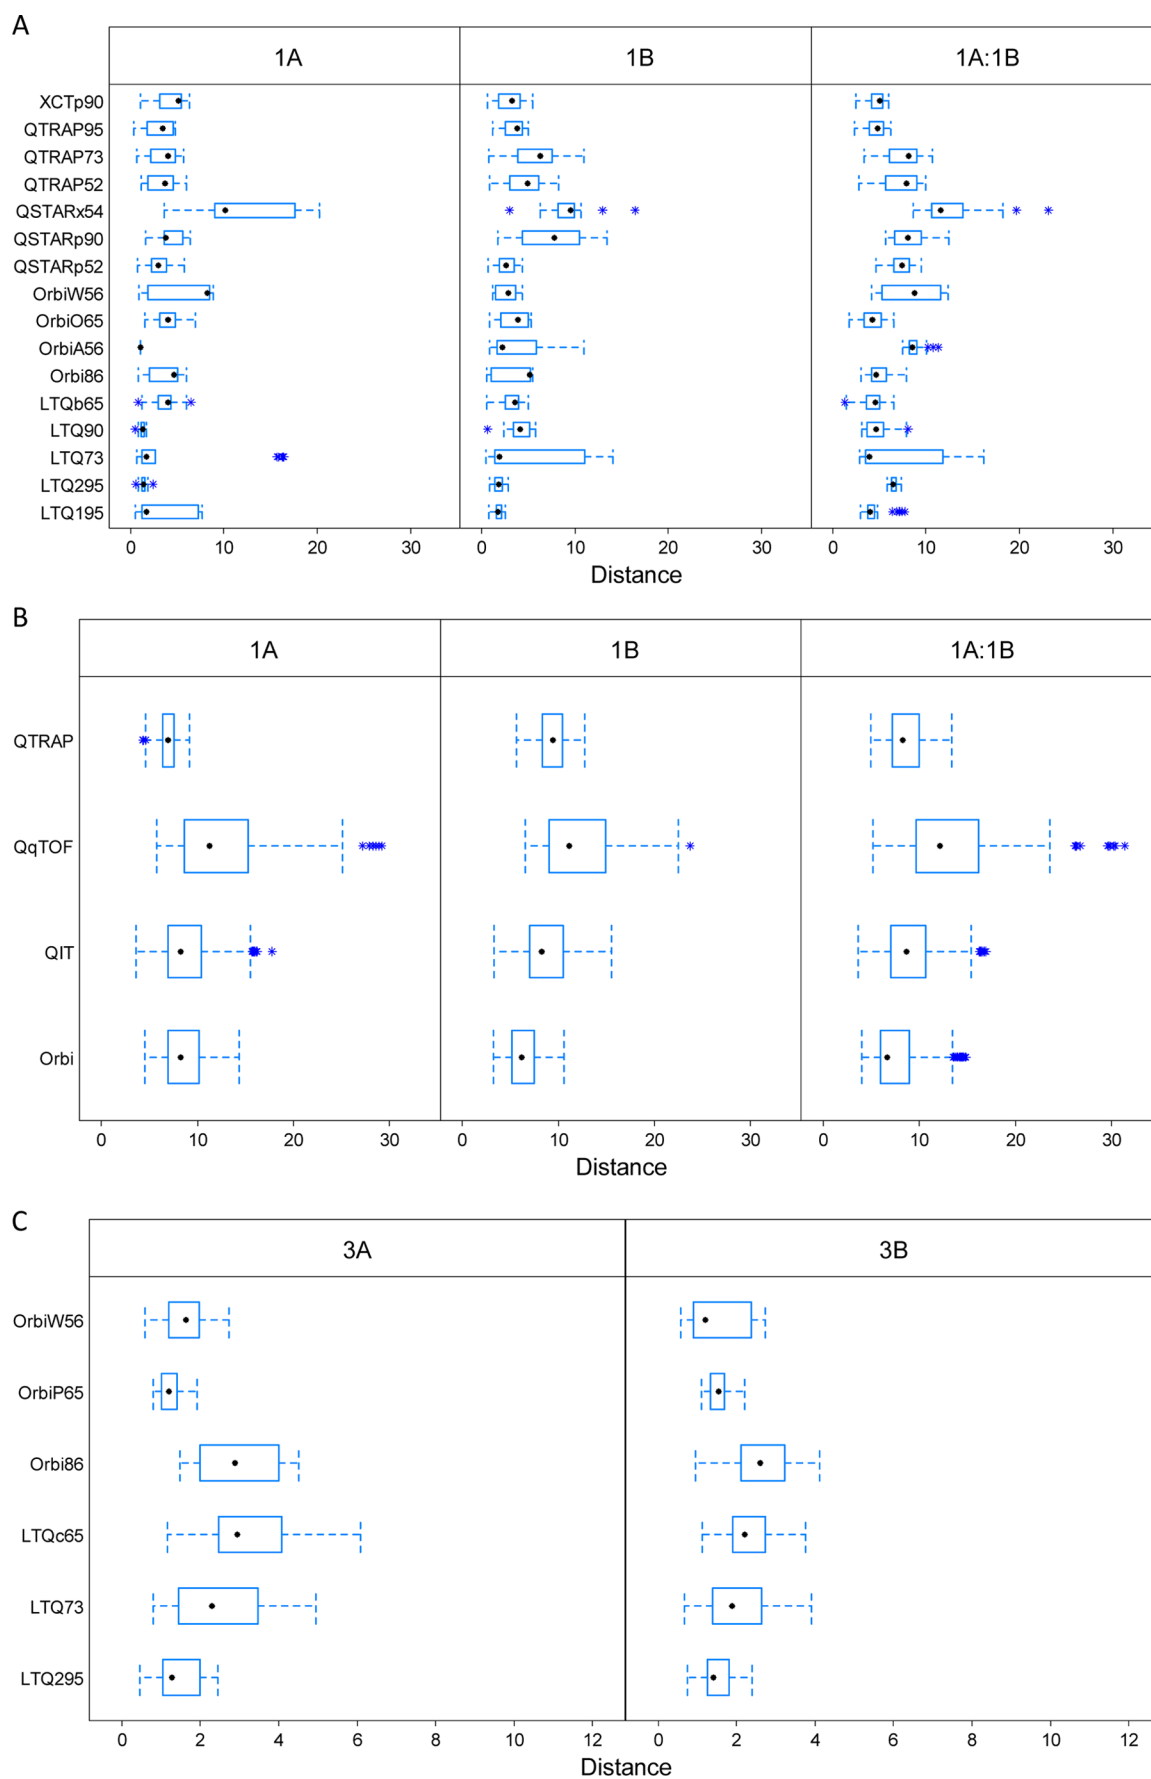 A
1A 1B 1A:1B
XCTp90
QTRAP95
QTRAP73
QTRAP52
QSTARx54
QSTARp90
QSTARp52
OrbiW56
OrbiO65
OrbiA56
Orbi86
LTQb65
LTQ90
LTQ73
LTQ295
LTQ195
0 10 20 30 0 10 20 30 0 10 20 30
Distance
B
1A 1B 1A:1B
QTRAP
QqTOF
QIT
Orbi
0 10 20 30 0 10 20 30 0 10 20 30
Distance
C
3A 3B
OrbiW56
OrbiP65
Orbi86
LTQc65
LTQ73
LTQ295
0 2 4 6 8 10 12 0 2 4 6 8 10 12
Distance